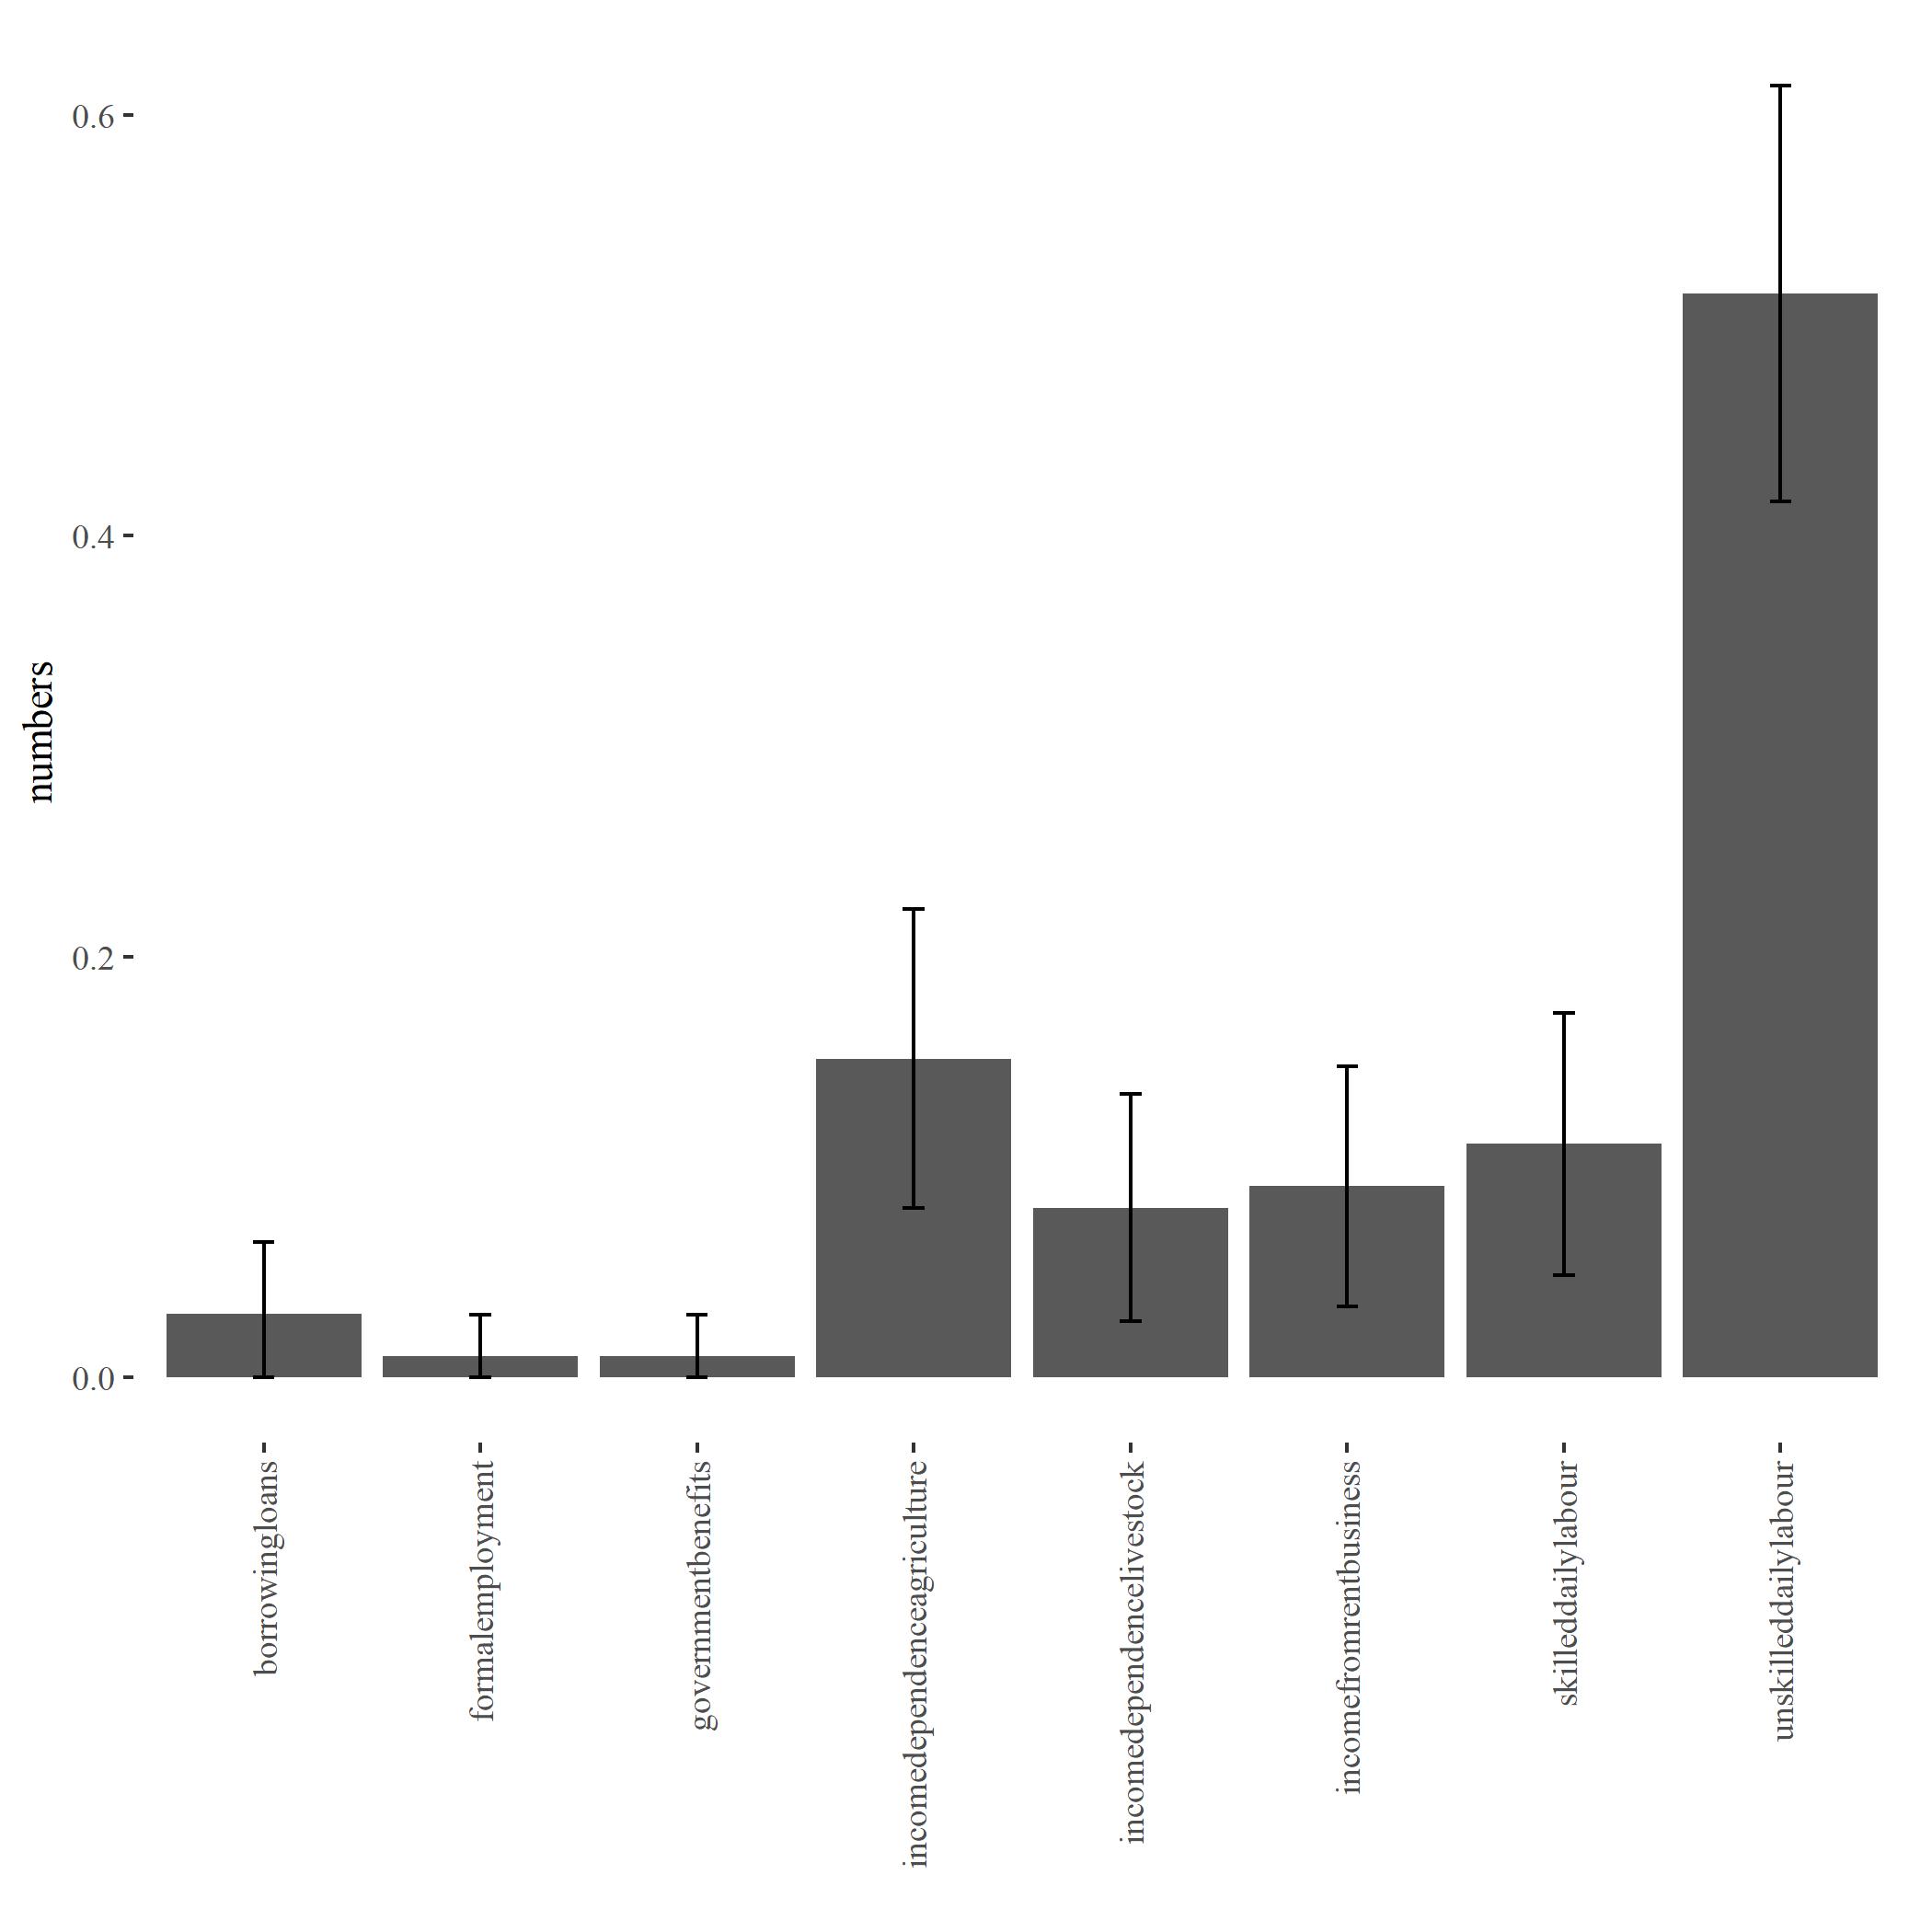 0.6
0.4
0.2
0.0
numbers
borrowingloans
formalemployment
governmentbenefits
incomedependenceagriculture
incomedependencelivestock
incomefromrentbusiness
skilleddailylabour
unskilleddailylabour